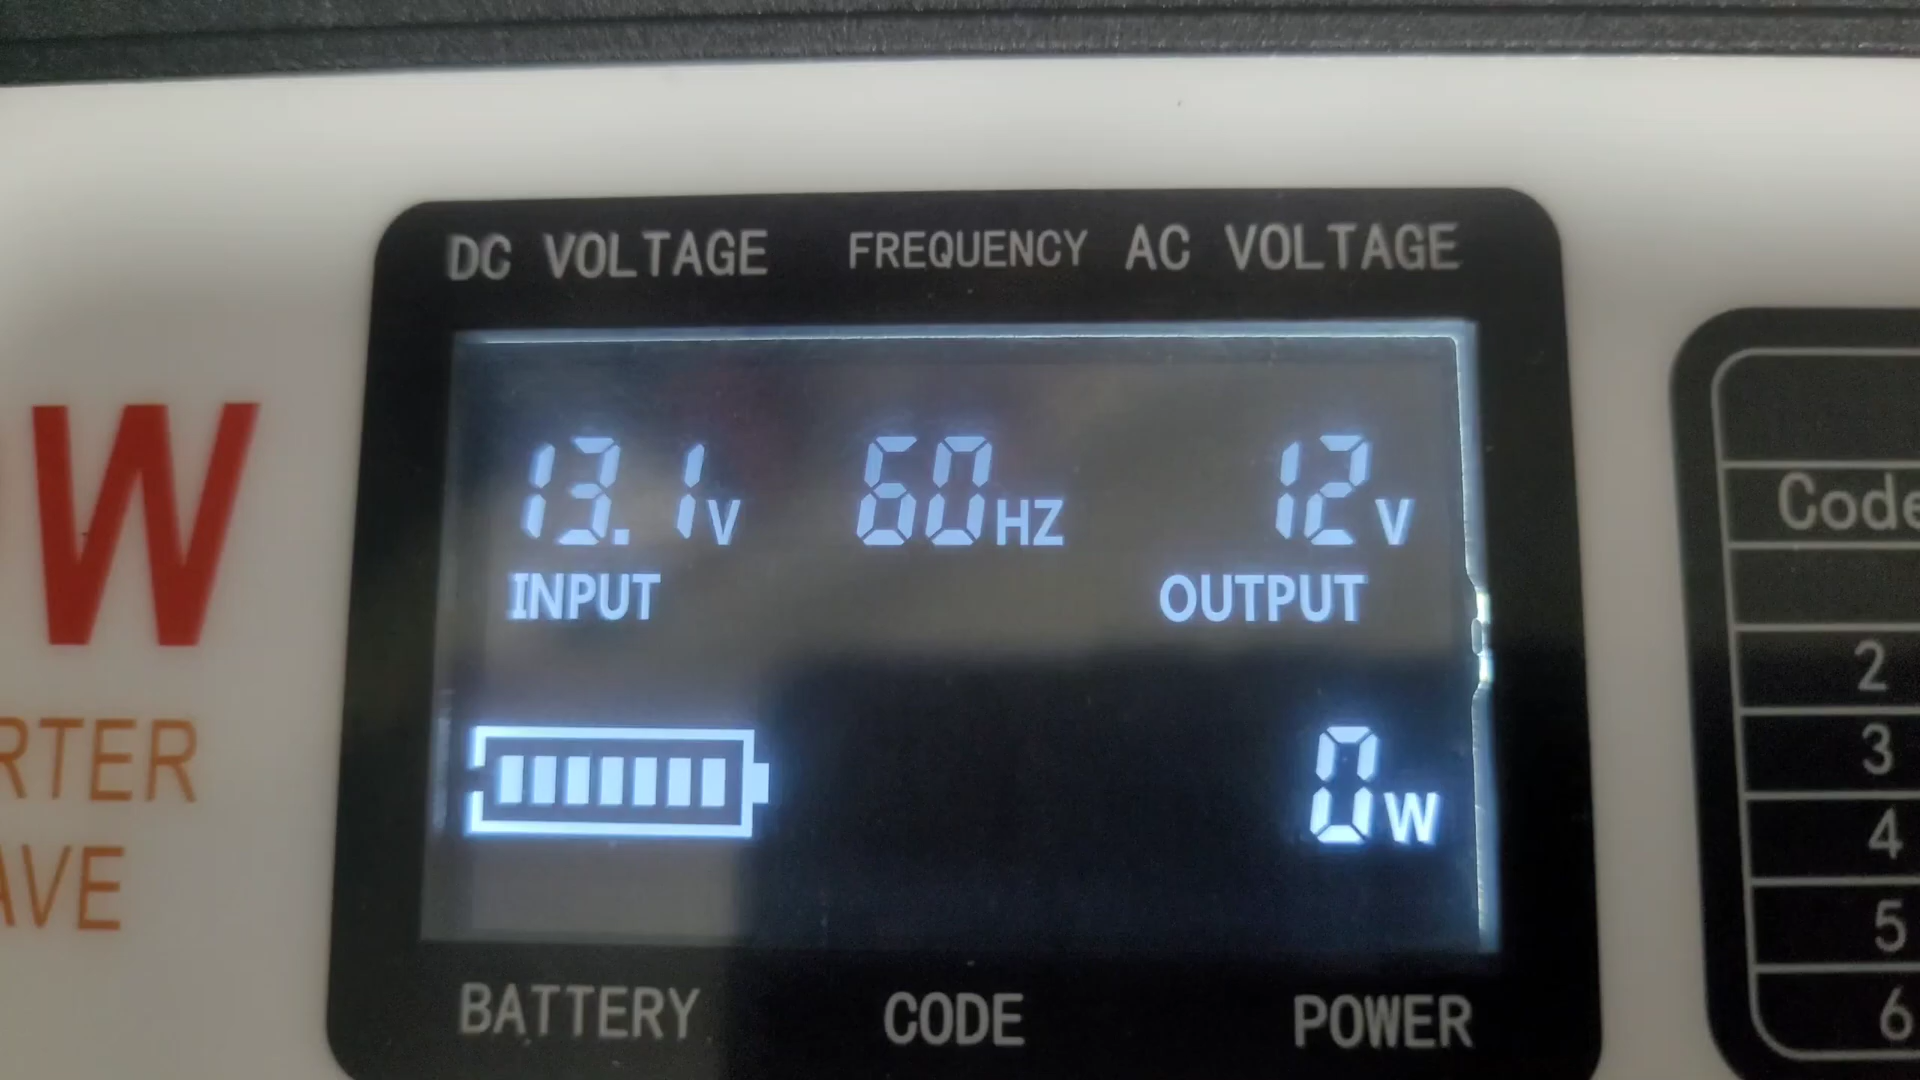 DC VOLTAGE FREQUENCY AC VOLTAGE
13.1V 60HZ 12V
INPUT OUTPUT
0W
BATTERY CODE POWER
W
RTER
AVE
Code
2
3
4
5
6